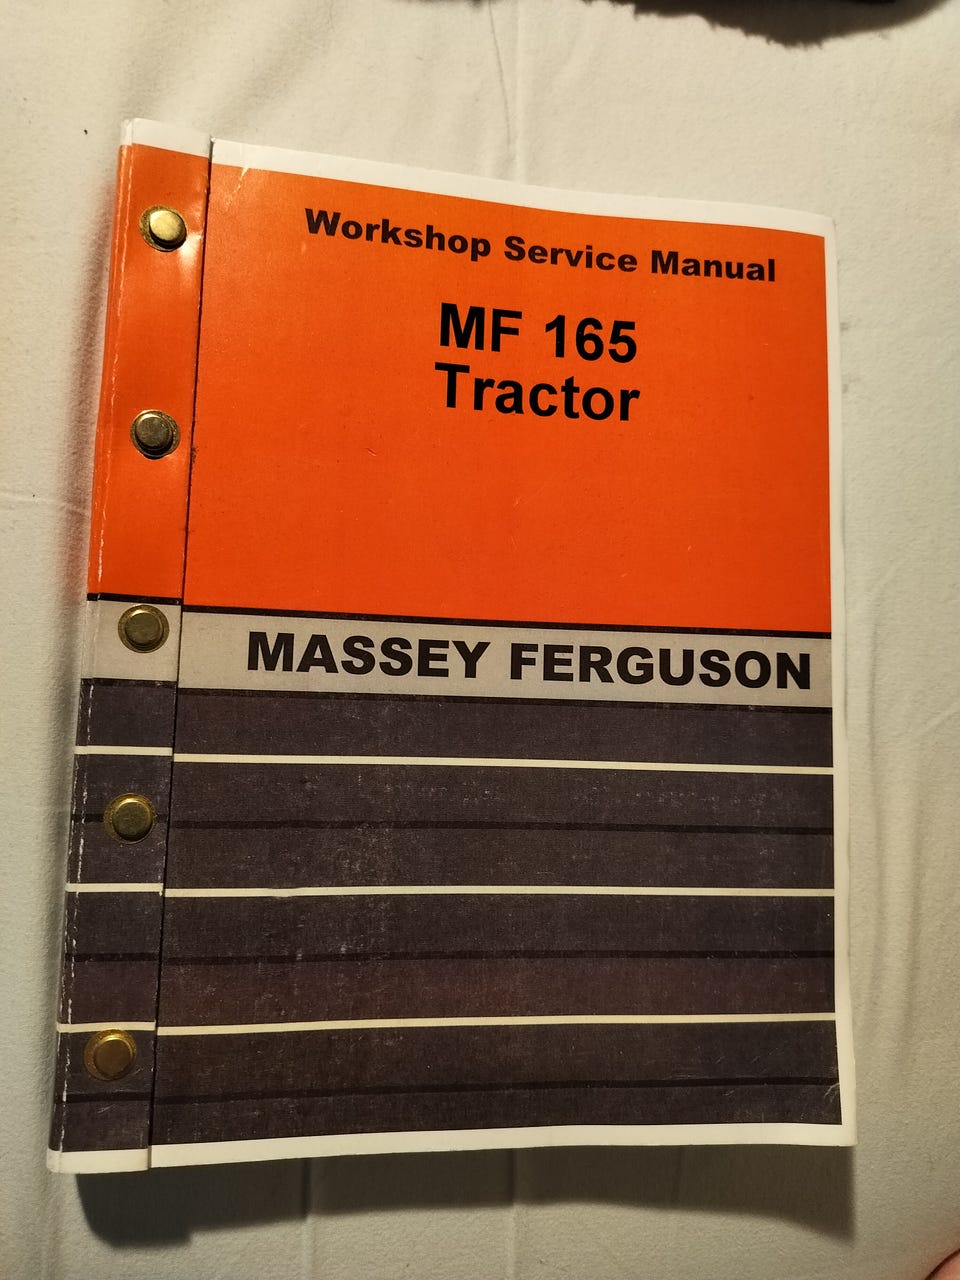 Workshop Service Manual
MF 165
Tractor
MASSEY FERGUSON